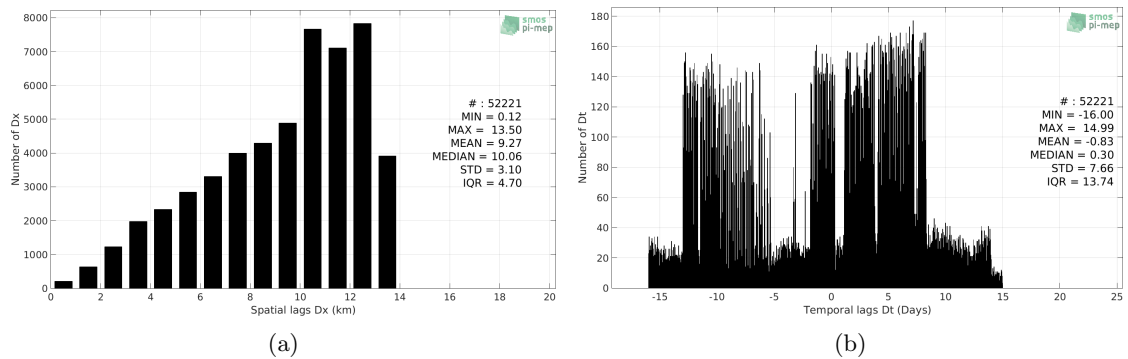 8000
7000
6000
5000
4000
3000
2000
1000
0
Number of Dx
0 2 4 6 8 10 12 14 16 18 20
Spatial lags Dx (km)
smos
pi-mep
# : 52221
MIN = 0.12
MAX = 13.50
MEAN = 9.27
MEDIAN = 10.06
STD = 3.10
IQR = 4.70
(a)
180
160
140
120
100
80
60
40
20
0
Number of Dt
-15 -10 -5 0 5 10 15 20 25
Temporal lags Dt (Days)
smos
pi-mep
# : 52221
MIN = -16.00
MAX = 14.99
MEAN = -0.83
MEDIAN = 0.30
STD = 7.66
IQR = 13.74
(b)